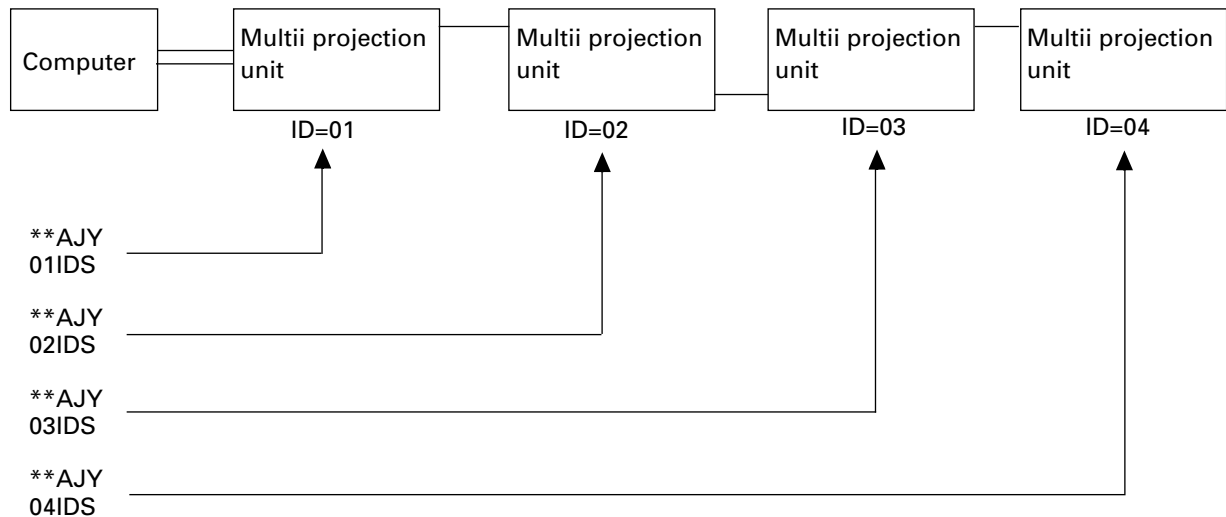 Computer
Multii projection
unit
Multii projection
unit
Multii projection
unit
Multii projection
unit
ID=01
ID=02
ID=03
ID=04
**AJY
01IDS
**AJY
02IDS
**AJY
03IDS
**AJY
04IDS